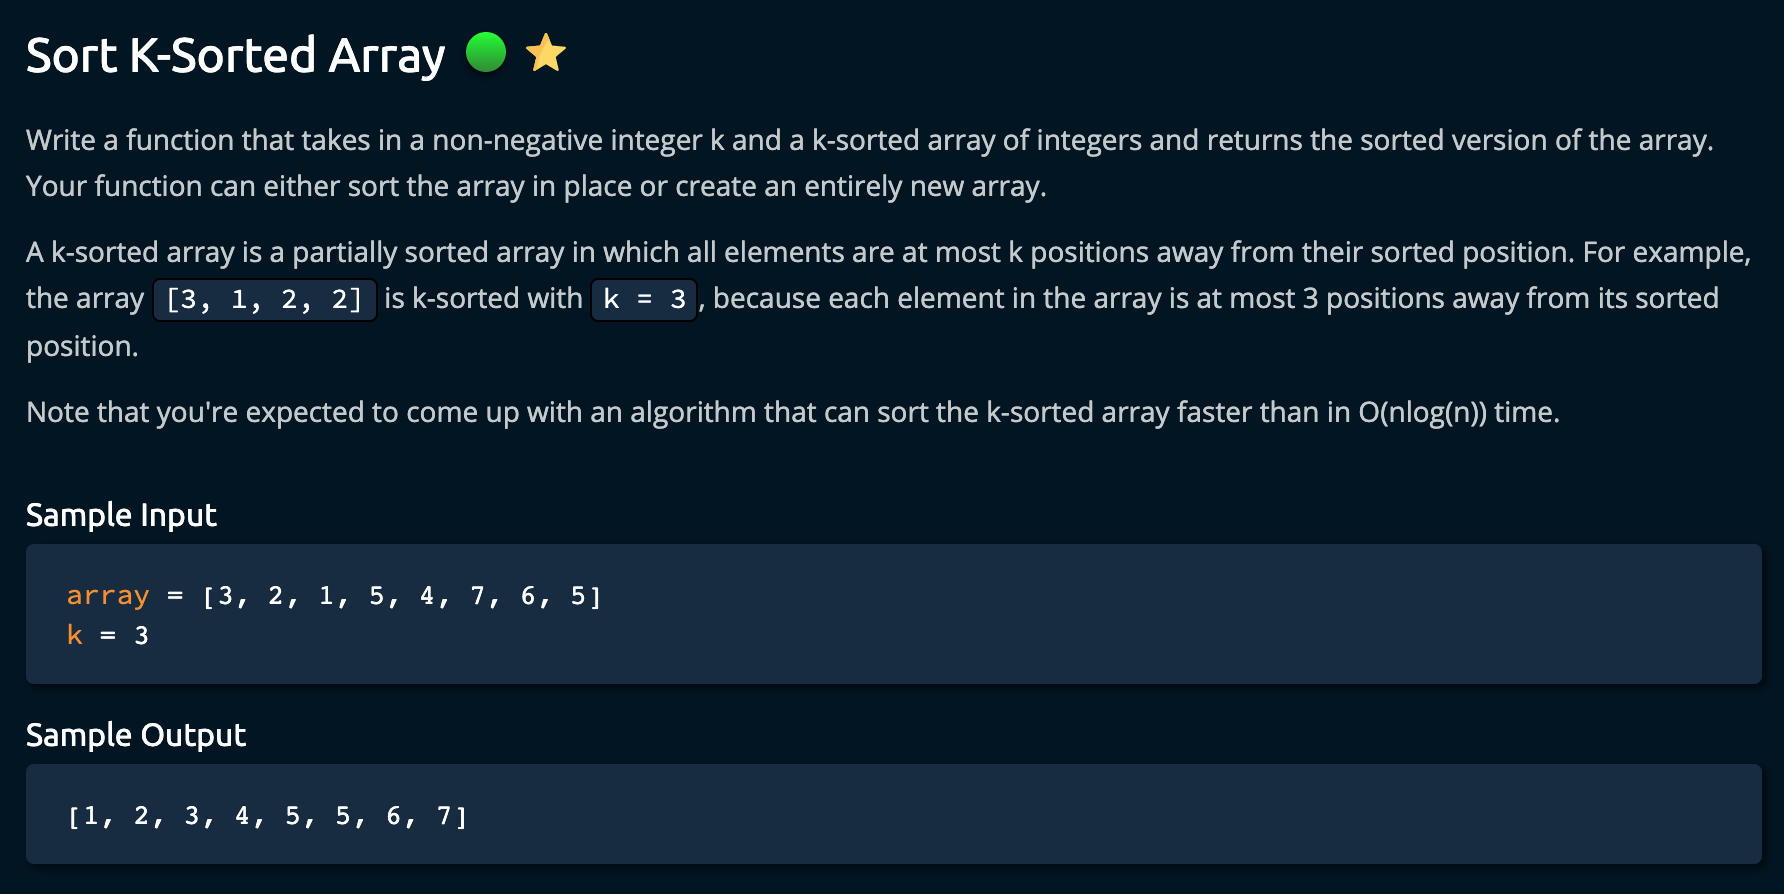 Sort K-Sorted Array
Write a function that takes in a non-negative integer k and a k-sorted array of integers and returns the sorted version of the array.
Your function can either sort the array in place or create an entirely new array.
A k-sorted array is a partially sorted array in which all elements are at most k positions away from their sorted position. For example,
the array [3, 1, 2, 2] is k-sorted with k = 3, because each element in the array is at most 3 positions away from its sorted
position.
Note that you're expected to come up with an algorithm that can sort the k-sorted array faster than in O(nlog(n)) time.
Sample Input
array = [3, 2, 1, 5, 4, 7, 6, 5]
k = 3
Sample Output
[1, 2, 3, 4, 5, 5, 6, 7]